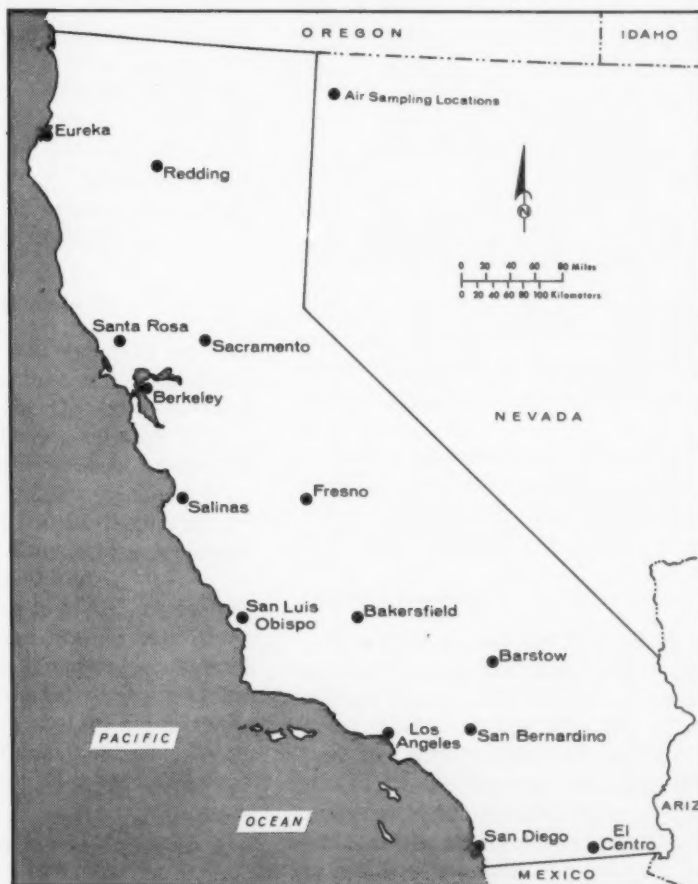 OREGON
IDAHO
Air Sampling Locations
Eureka
Redding
N
0 20 40 60 80 Miles
0 20 40 60 80 100 Kilometers
Santa Rosa
Sacramento
Berkeley
NEVADA
Salinas
Fresno
San Luis
Obispo
Bakersfield
Barstow
PACIFIC
Los
Angeles
San Bernardino
OCEAN
ARIZ
San Diego
El
Centro
MEXICO